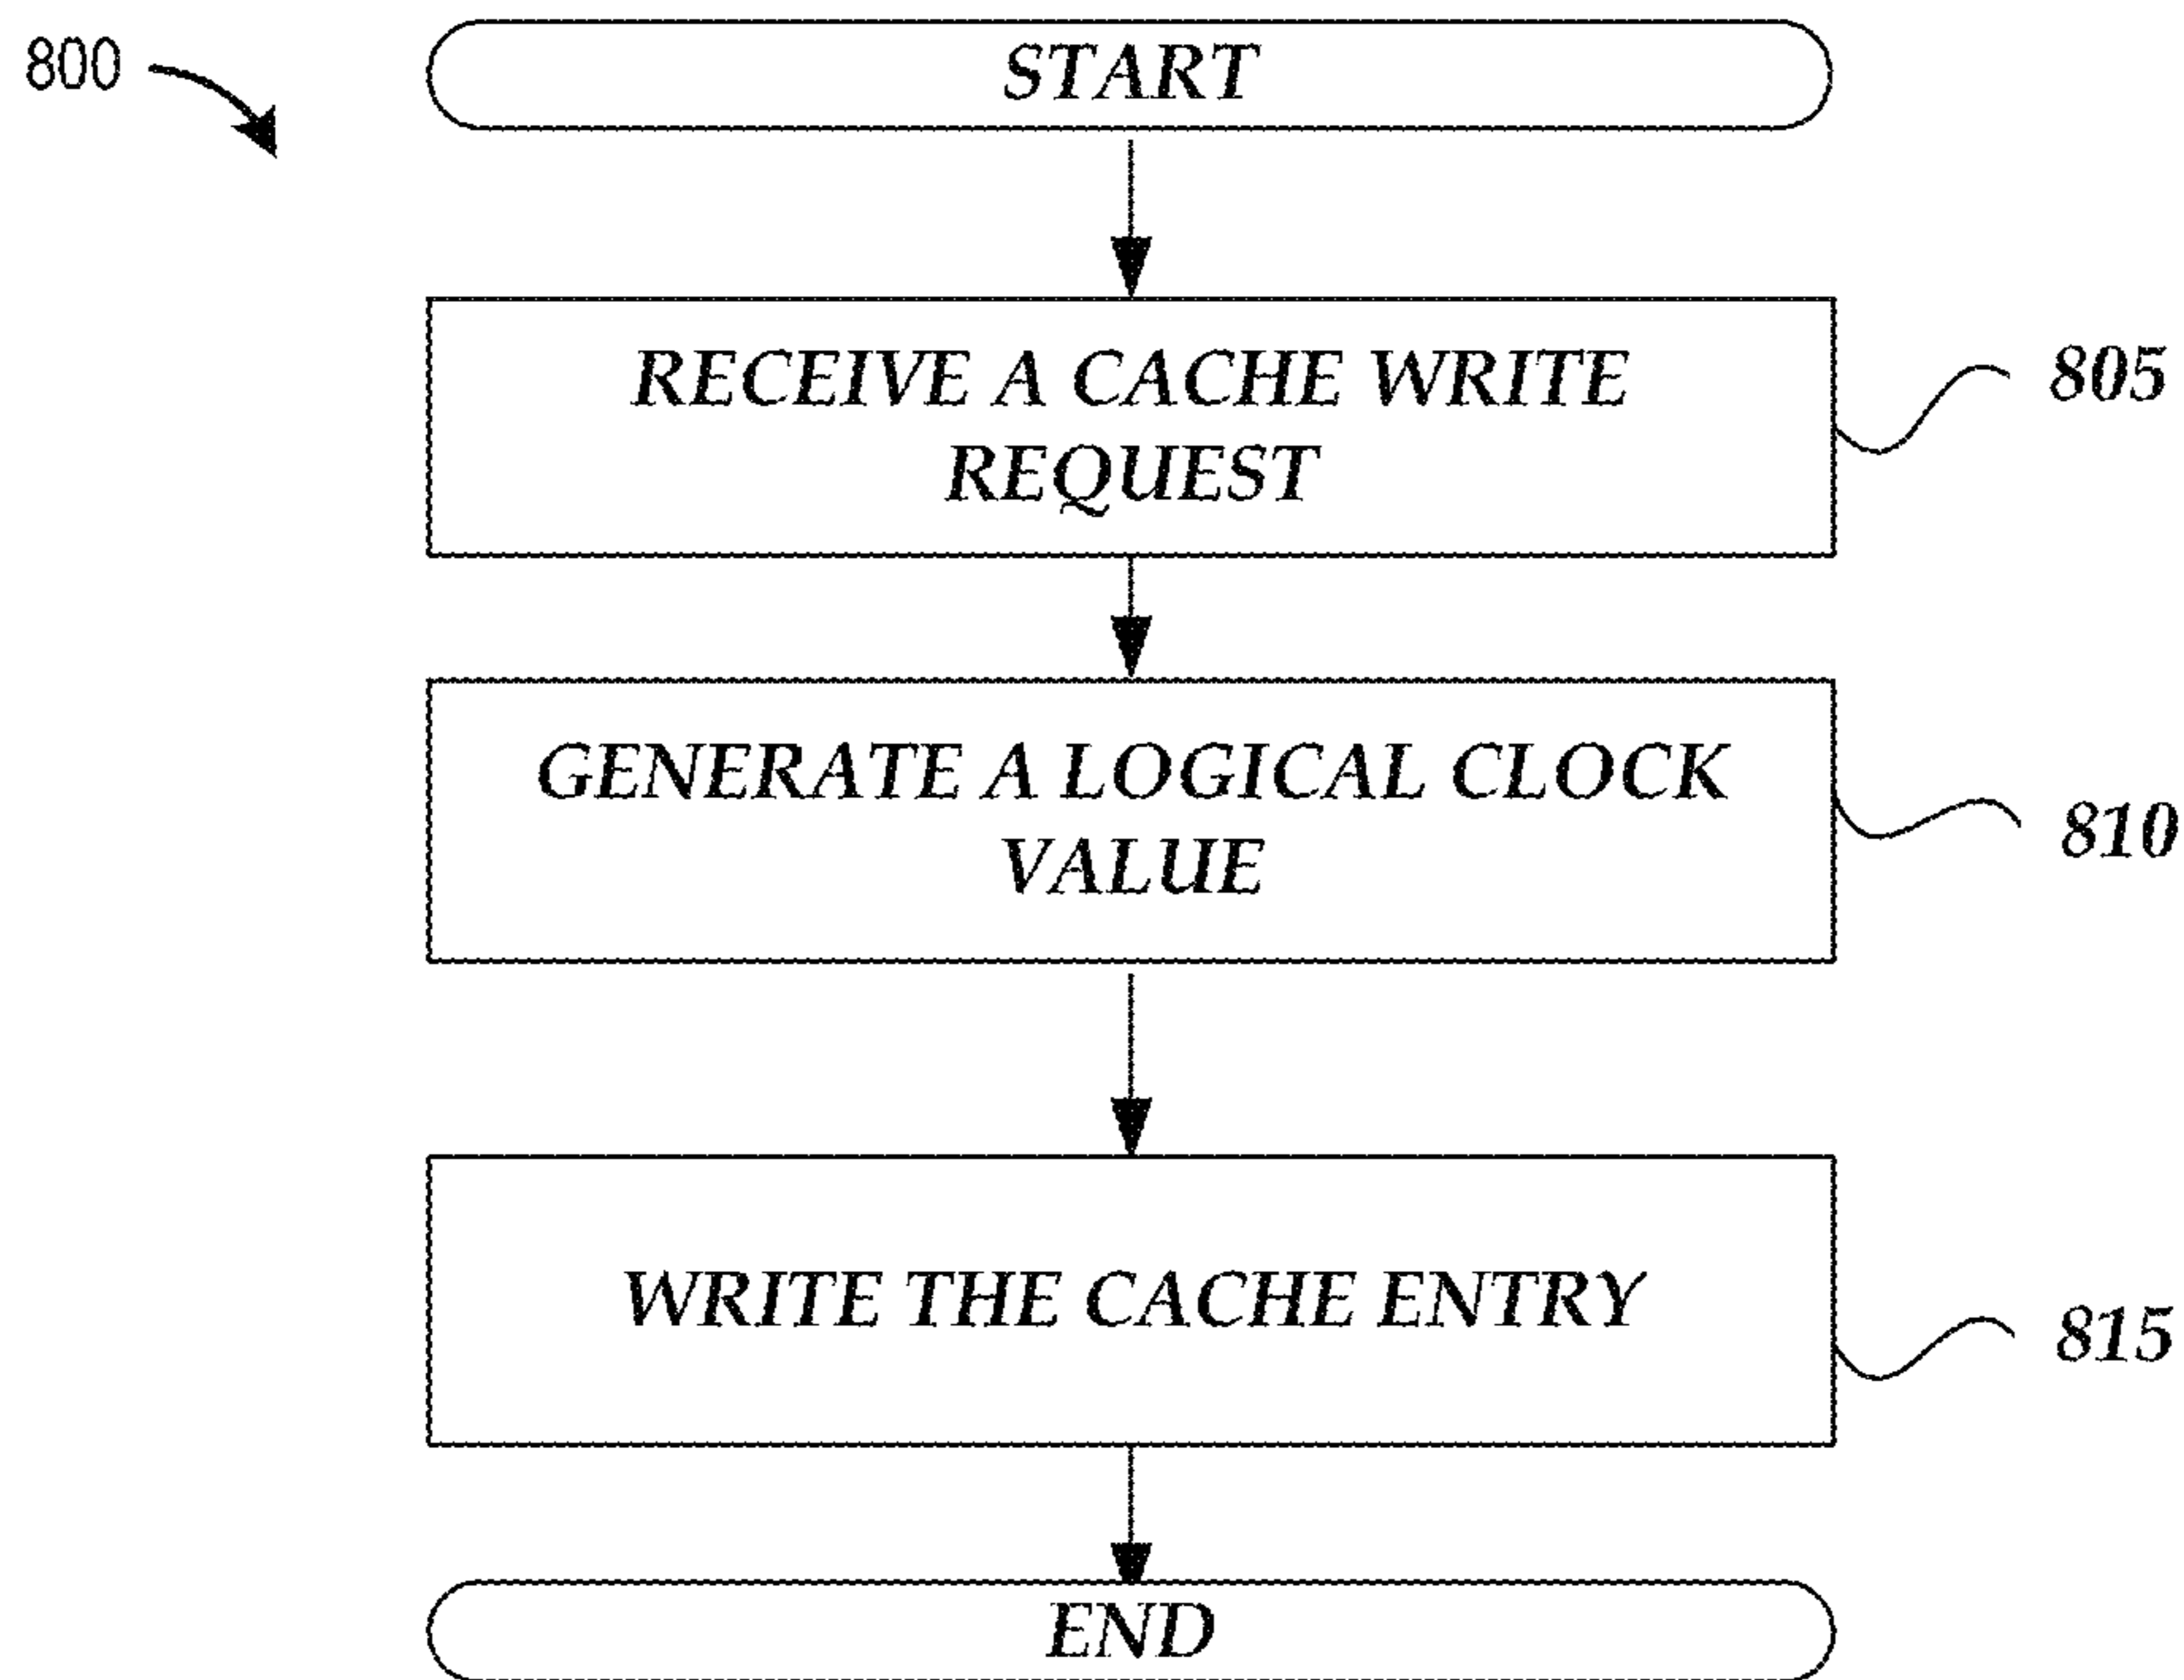 800
START
RECEIVE A CACHE WRITE
REQUEST
805
GENERATE A LOGICAL CLOCK
VALUE
810
WRITE THE CACHE ENTRY
815
END